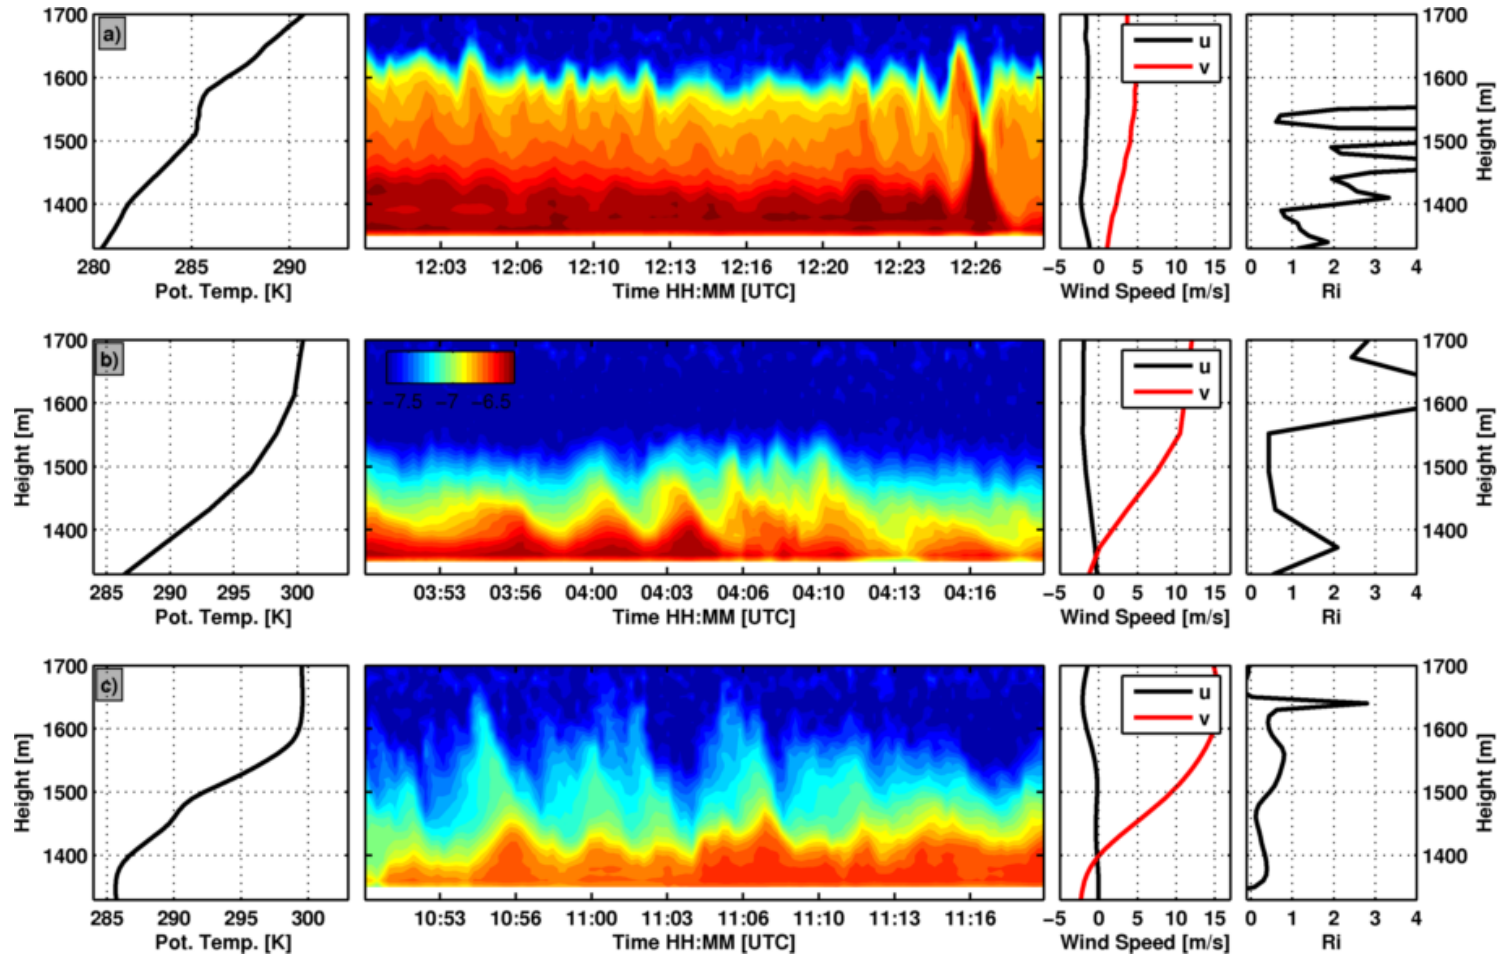 a)
1700
1600
1500
1400
280 285 290
Pot. Temp. [K]
12:03 12:06 12:10 12:13 12:16 12:20 12:23 12:26
Time HH:MM [UTC]
u
v
−5 0 5 10 15
Wind Speed [m/s]
0 1 2 3 4
Ri
1700
1600
1500
1400
Height [m]
b)
Height [m]
1700
1600
1500
1400
285 290 295 300
Pot. Temp. [K]
−7.5 −7 −6.5
03:53 03:56 04:00 04:03 04:06 04:10 04:13 04:16
Time HH:MM [UTC]
u
v
−5 0 5 10 15
Wind Speed [m/s]
0 1 2 3 4
Ri
1700
1600
1500
1400
Height [m]
c)
Height [m]
1700
1600
1500
1400
285 290 295 300
Pot. Temp. [K]
10:53 10:56 11:00 11:03 11:06 11:10 11:13 11:16
Time HH:MM [UTC]
u
v
−5 0 5 10 15
Wind Speed [m/s]
0 1 2 3 4
Ri
1700
1600
1500
1400
Height [m]